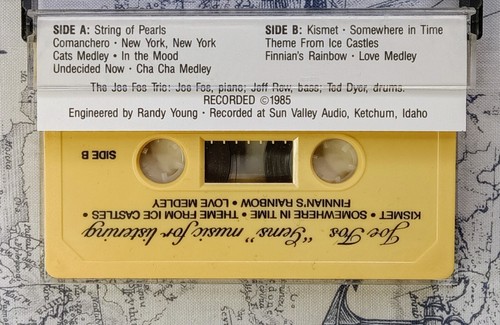 SIDE A: String of Pearls
Comanchero · New York, New York
Cats Medley · In the Mood
Undecided Now · Cha Cha Medley
SIDE B: Kismet · Somewhere in Time
Theme From Ice Castles
Finnian's Rainbow · Love Medley
The Joe Fos Trio: Joe Fos, piano; Jeff Rew, bass; Ted Dyer, drums.
RECORDED ©1985
Engineered by Randy Young · Recorded at Sun Valley Audio, Ketchum, Idaho
Joe Fos "Gems" music for listening
KISMET • SOMEWHERE IN TIME • THEME FROM ICE CASTLES •
FINNIAN'S RAINBOW • LOVE MEDLEY
SIDE B